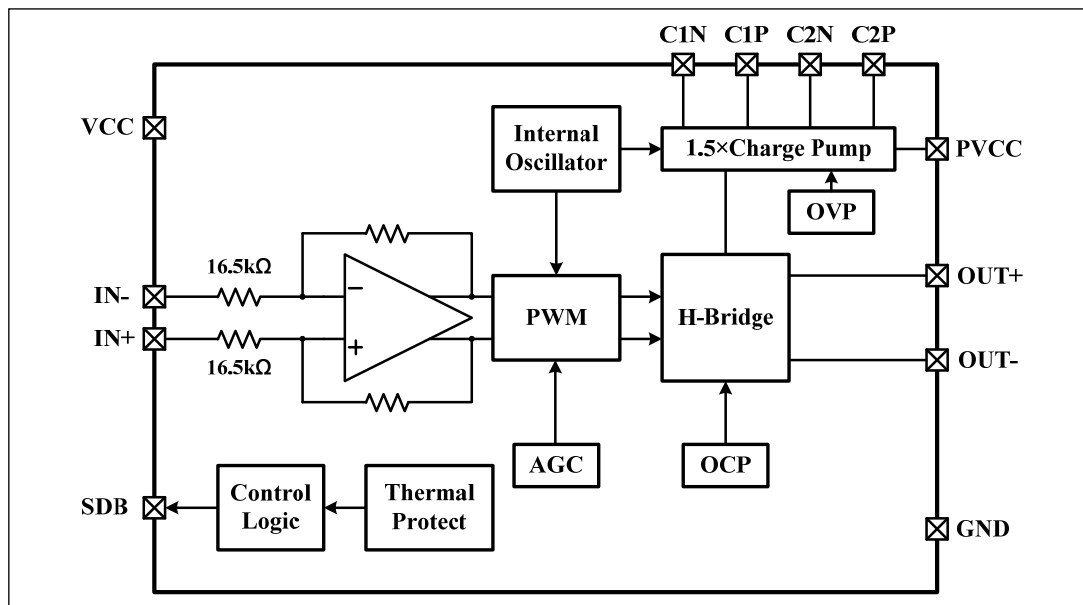 C1N C1P C2N C2P
VCC
Internal
Oscillator
1.5×Charge Pump
PVCC
OVP
16.5kΩ
IN-
IN+
16.5kΩ
−
+
PWM
H-Bridge
OUT+
OUT-
AGC
OCP
SDB
Control
Logic
Thermal
Protect
GND